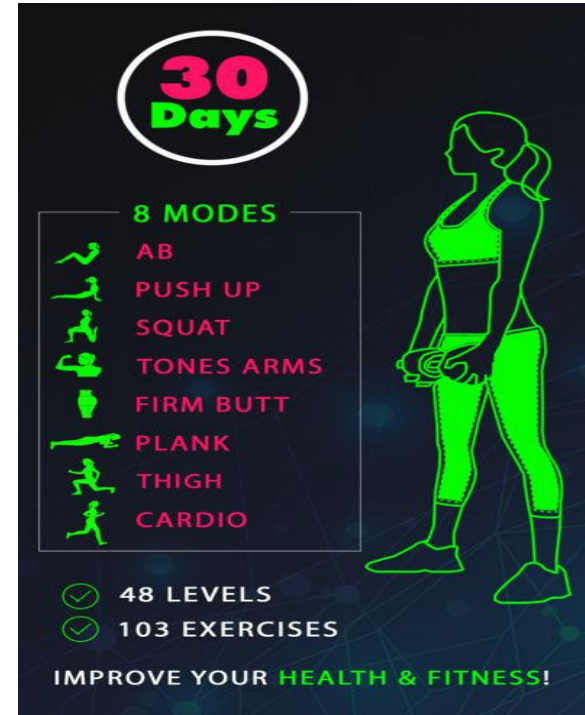 30
Days
8 MODES
AB
PUSH UP
SQUAT
TONES ARMS
FIRM BUTT
PLANK
THIGH
CARDIO
48 LEVELS
103 EXERCISES
IMPROVE YOUR HEALTH & FITNESS!